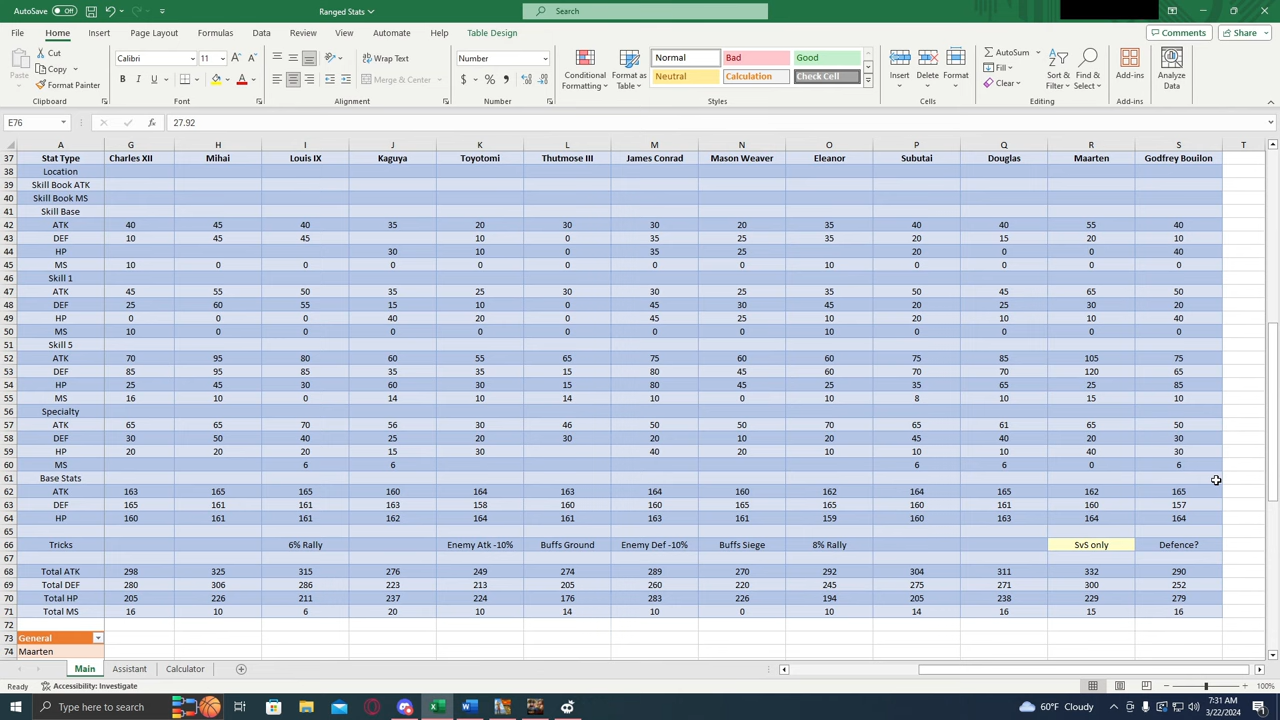 AutoSave Off Ranged Stats Search
File Home Insert Page Layout Formulas Data Review View Automate Help Table Design Comments Share
Paste Cut Calibri 11 Wrap Text Number Normal Bad Good AutoSum
Copy Conditional Format as Insert Delete Format Fill Sort & Find & Add-ins Analyze
Format Painter B I U Merge & Center $ % Formatting Table Neutral Calculation Check Cell Clear Filter Select Data
Clipboard Font Alignment Number Styles Cells Editing Add-ins
E76 fx 27.92
A G H I J K L M N O P Q R S T
37 Stat Type Charles XII Mihai Louis IX Kaguya Toyotomi Thutmose III James Conrad Mason Weaver Eleanor Subutai Douglas Maarten Godfrey Bouilon
38 Location
39 Skill Book ATK
40 Skill Book MS
41 Skill Base
42 ATK 40 45 40 35 20 30 30 20 35 40 40 55 40
43 DEF 10 45 45 10 0 35 25 35 20 15 20 10
44 HP 30 10 0 35 25 20 0 0 40
45 MS 10 0 0 0 0 0 0 10 0 0 0 0
46 Skill 1
47 ATK 45 55 50 35 25 30 30 25 35 50 45 65 50
48 DEF 25 60 55 15 10 0 45 30 45 20 25 30 20
49 HP 0 0 0 40 20 0 45 25 10 20 10 10 40
50 MS 10 0 0 0 0 0 0 0 10 0 0 0 0
51 Skill 5
52 ATK 70 95 80 60 55 65 75 60 60 75 85 105 75
53 DEF 85 95 85 35 35 15 80 45 60 70 70 120 65
54 HP 25 45 30 60 30 15 80 45 25 35 65 25 85
55 MS 16 10 0 14 10 14 10 0 10 8 10 15 10
56 Specialty
57 ATK 65 65 70 56 30 46 50 50 70 65 61 65 50
58 DEF 30 50 40 25 20 30 20 10 20 45 40 20 30
59 HP 20 20 20 15 30 40 20 10 10 10 40 30
60 MS 6 6 6 6 0 6
61 Base Stats
62 ATK 163 165 165 160 164 163 164 160 162 164 165 162 165
63 DEF 165 161 161 163 158 160 160 165 160 160 161 160 157
64 HP 160 161 161 162 164 161 163 161 159 160 163 164 164
65
66 Tricks 6% Rally Enemy Atk -10% Buffs Ground Enemy Def -10% Buffs Siege 8% Rally SvS only Defence?
67
68 Total ATK 298 325 315 276 249 274 289 270 292 304 311 332 290
69 Total DEF 280 306 286 223 213 205 260 220 245 275 271 300 252
70 Total HP 205 226 211 237 224 176 283 226 194 205 238 229 279
71 Total MS 16 10 6 20 10 14 10 0 10 14 16 15 16
72
73 General
74 Maarten
Main Assistant Calculator
Ready Accessibility: Investigate 100%
Type here to search 60°F Cloudy 7:31 AM
3/22/2024